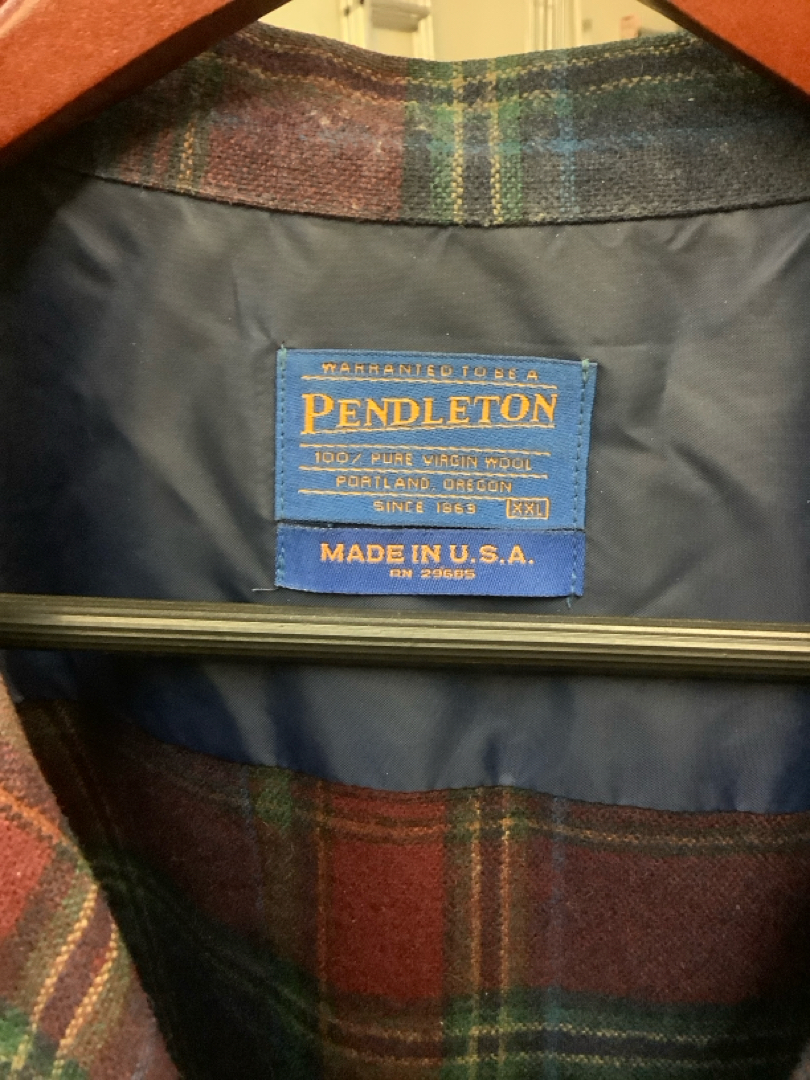 WARRANTED TO BE A
PENDLETON
100% PURE VIRGIN WOOL
PORTLAND, OREGON
SINCE 1863 XXL
MADE IN U.S.A.
RN 29685